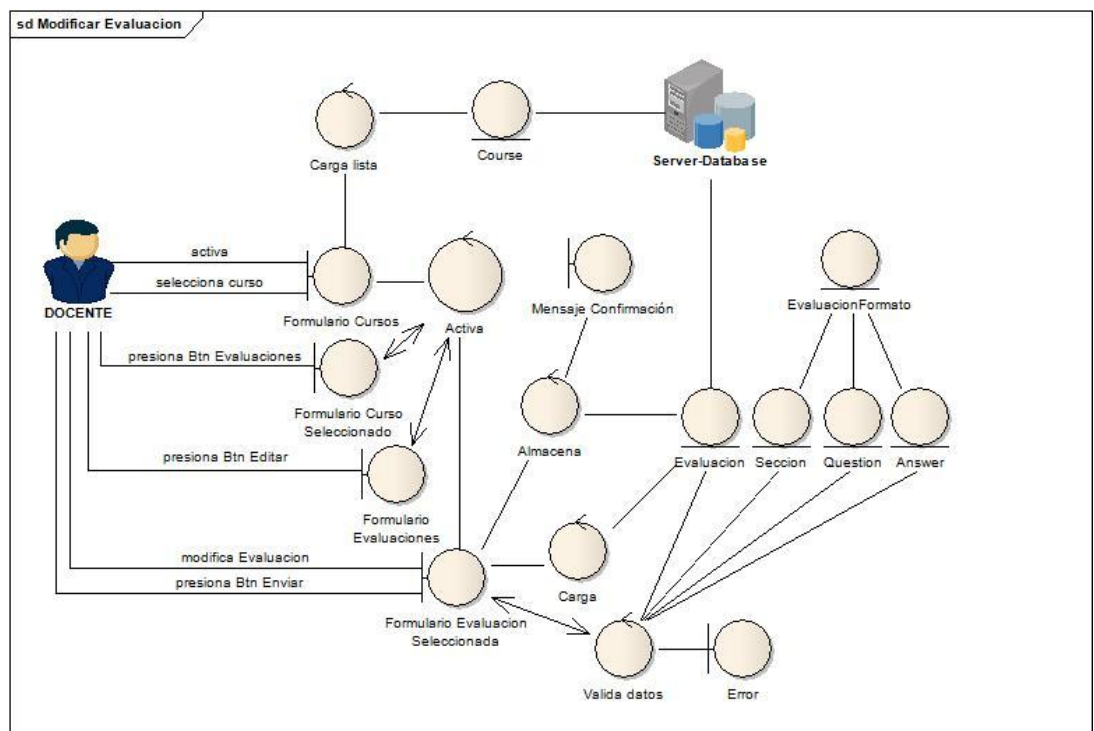 sd Modificar Evaluacion
Carga lista
Course
Server-Database
activa
selecciona curso
DOCENTE
Formulario Cursos
Activa
Mensaje Confirmación
EvaluacionFormato
presiona Btn Evaluaciones
Formulario Curso
Seleccionado
Almacena
Evaluacion
Seccion
Question
Answer
presiona Btn Editar
Formulario
Evaluaciones
modifica Evaluacion
presiona Btn Enviar
Carga
Formulario Evaluacion
Seleccionada
Valida datos
Error